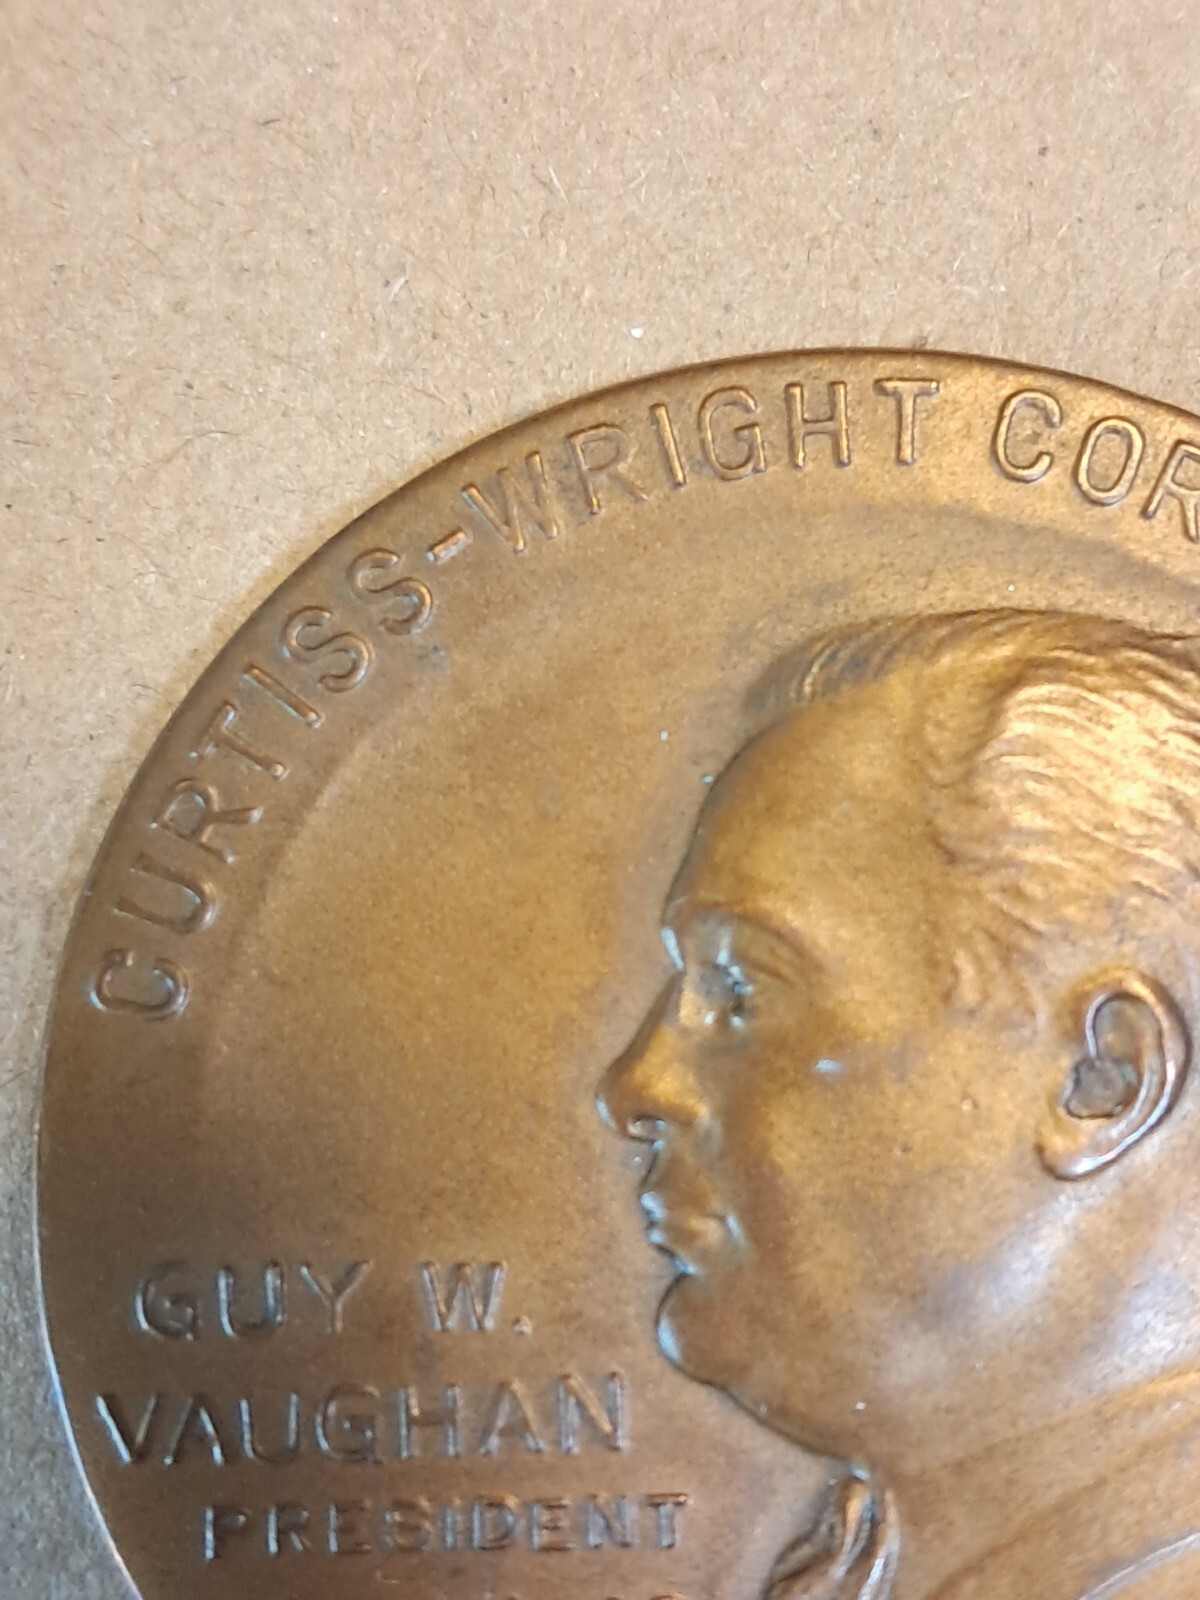 CURTISS-WRIGHT COR
GUY W.
VAUGHAN
PRESIDENT